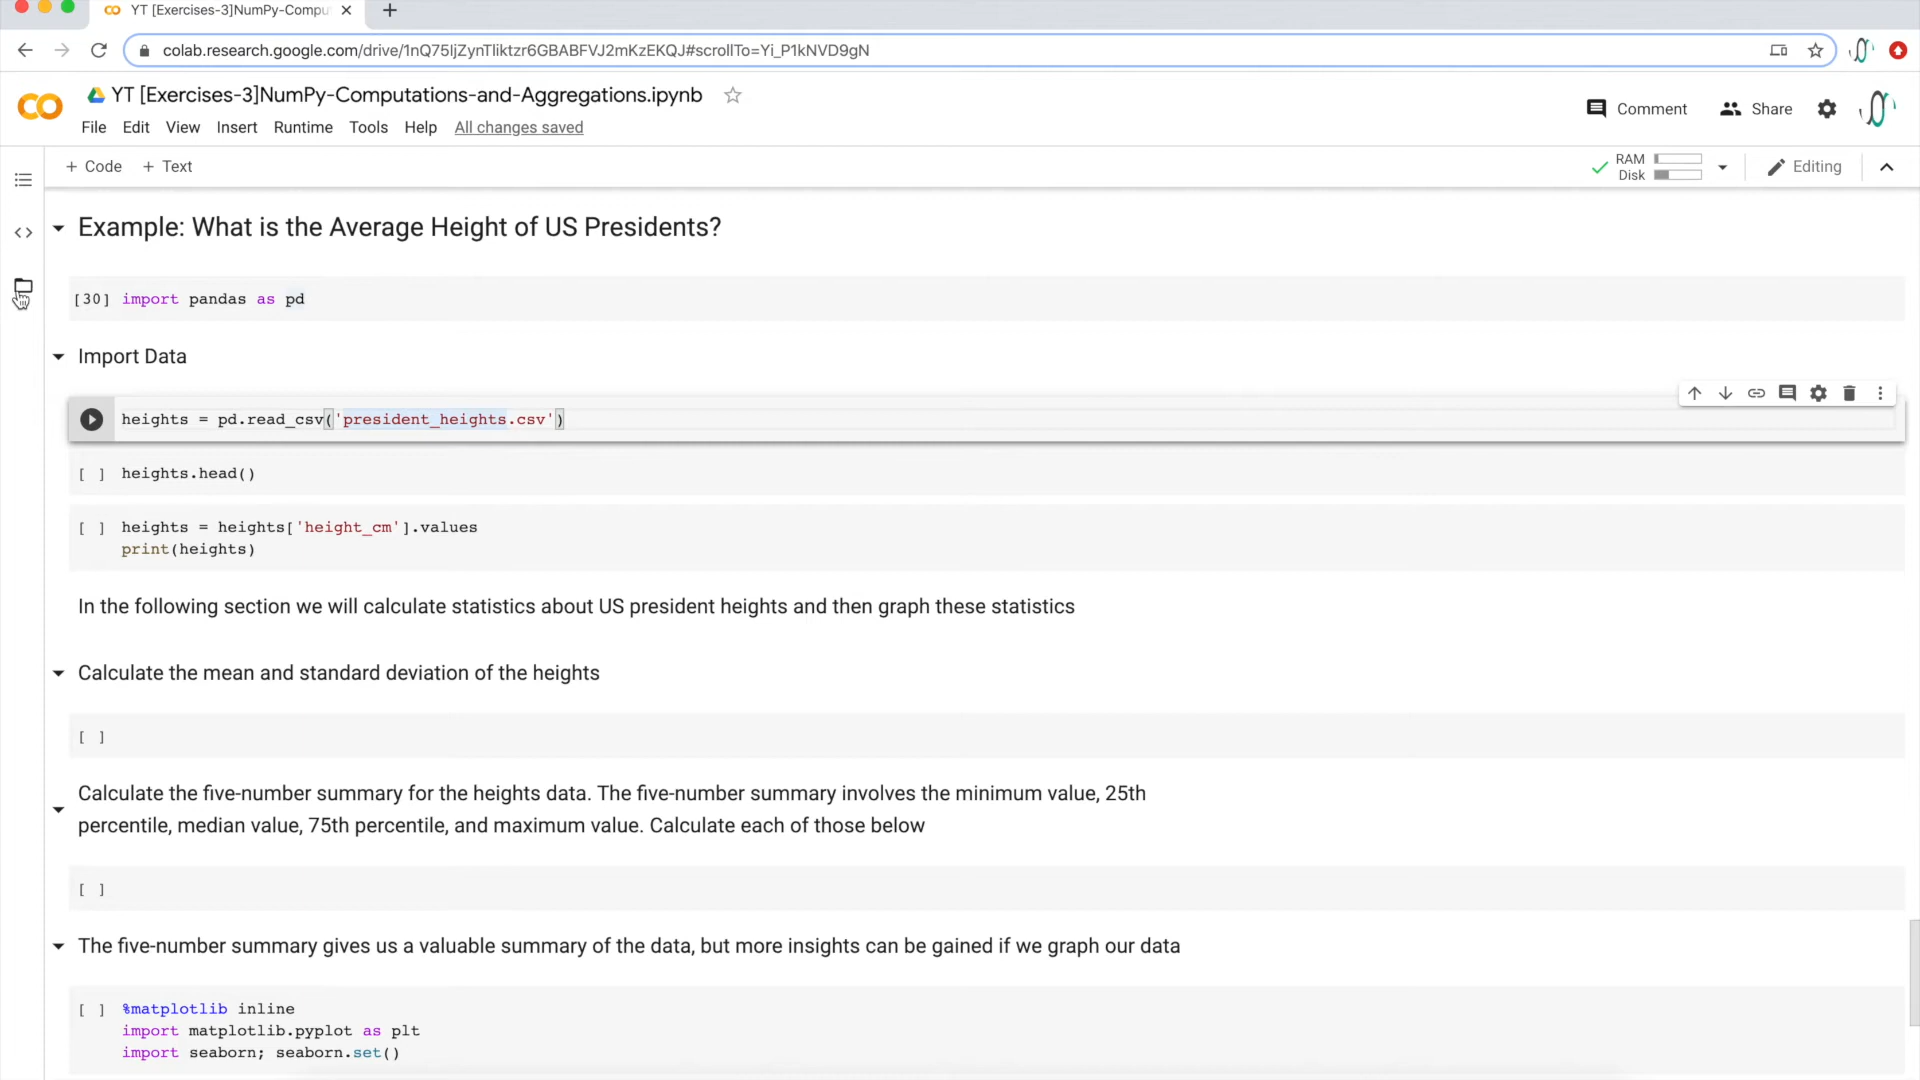 YT [Exercises-3]NumPy-Compu
colab.research.google.com/drive/1nQ75ljZynTliktzr6GBABFVJ2mKzEKQJ#scrollTo=Yi_P1kNVD9gN
YT [Exercises-3]NumPy-Computations-and-Aggregations.ipynb
Comment Share
File Edit View Insert Runtime Tools Help All changes saved
+ Code + Text
RAM
Disk
Editing
Example: What is the Average Height of US Presidents?
[30] import pandas as pd
Import Data
heights = pd.read_csv('president_heights.csv')
[ ] heights.head()
[ ] heights = heights['height_cm'].values
print(heights)
In the following section we will calculate statistics about US president heights and then graph these statistics
Calculate the mean and standard deviation of the heights
[ ]
Calculate the five-number summary for the heights data. The five-number summary involves the minimum value, 25th
percentile, median value, 75th percentile, and maximum value. Calculate each of those below
[ ]
The five-number summary gives us a valuable summary of the data, but more insights can be gained if we graph our data
[ ] %matplotlib inline
import matplotlib.pyplot as plt
import seaborn; seaborn.set()